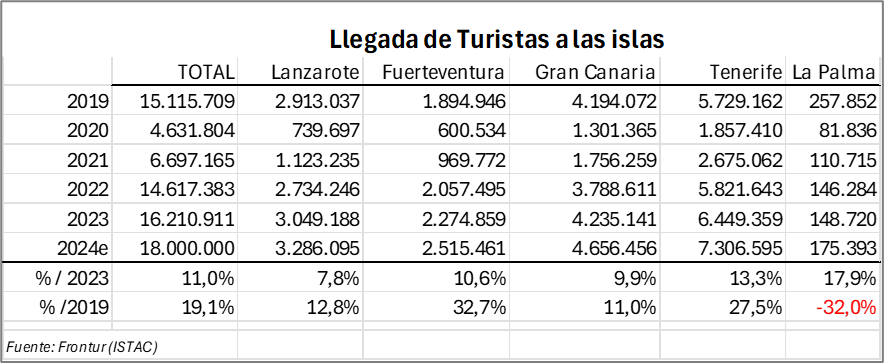 Llegada de Turistas a las islas
TOTAL Lanzarote Fuerteventura Gran Canaria Tenerife La Palma
2019 15.115.709 2.913.037 1.894.946 4.194.072 5.729.162 257.852
2020 4.631.804 739.697 600.534 1.301.365 1.857.410 81.836
2021 6.697.165 1.123.235 969.772 1.756.259 2.675.062 110.715
2022 14.617.383 2.734.246 2.057.495 3.788.611 5.821.643 146.284
2023 16.210.911 3.049.188 2.274.859 4.235.141 6.449.359 148.720
2024e 18.000.000 3.286.095 2.515.461 4.656.456 7.306.595 175.393
% / 2023 11,0% 7,8% 10,6% 9,9% 13,3% 17,9%
% /2019 19,1% 12,8% 32,7% 11,0% 27,5% -32,0%
Fuente: Frontur (ISTAC)